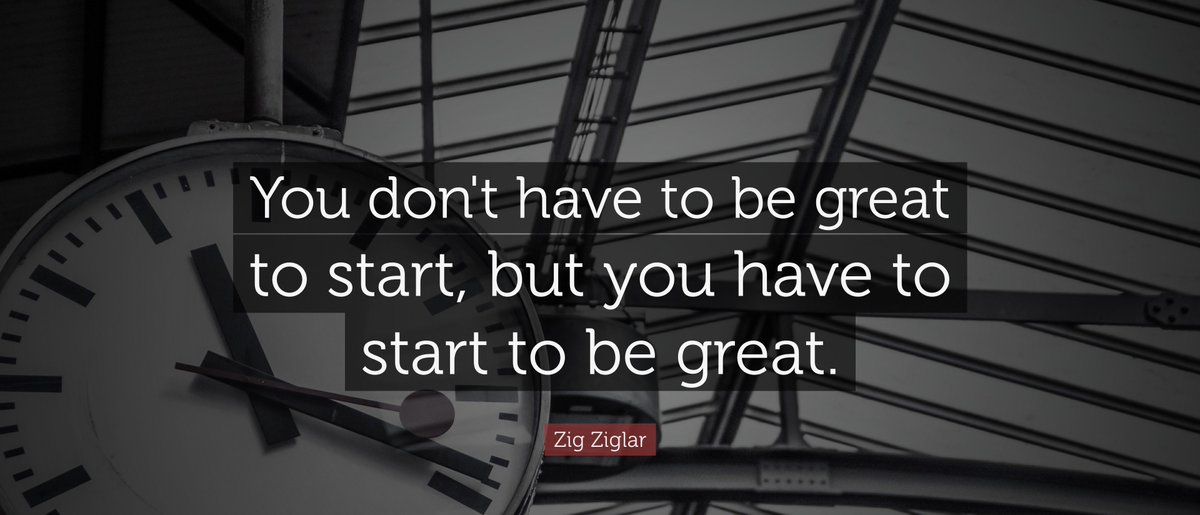 You don't have to be great
to start, but you have to
start to be great.
Zig Ziglar